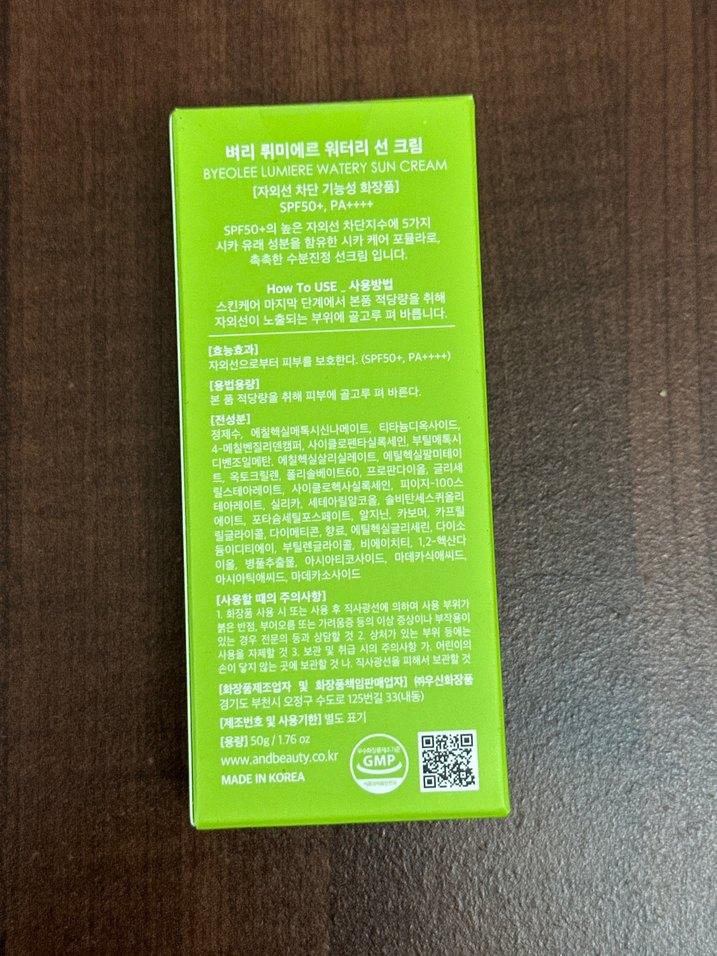 벼리 뤼미에르 워터리 선 크림
BYEOLEE LUMIERE WATERY SUN CREAM
[자외선 차단 기능성 화장품]
SPF50+, PA++++
SPF50+의 높은 자외선 차단지수에 5가지
시카 유래 성분을 함유한 시카 케어 포뮬라로,
촉촉한 수분진정 선크림 입니다.
How To USE _ 사용방법
스킨케어 마지막 단계에서 본품 적당량을 취해
자외선이 노출되는 부위에 골고루 펴 바릅니다.
[효능효과]
자외선으로부터 피부를 보호한다. (SPF50+, PA++++)
[용법용량]
본 품 적당량을 취해 피부에 골고루 펴 바른다.
[전성분]
정제수, 에칠헥실메톡시신나메이트, 티타늄디옥사이드,
4-메칠벤질리덴캠퍼, 사이클로펜타실록세인, 부틸메톡시
디벤조일메탄, 에칠헥실살리실레이트, 에틸헥실팔미테이
트, 옥토크릴렌, 폴리솔베이트60, 프로판다이올, 글리세
릴스테아레이트, 사이클로헥사실록세인, 피이지-100스
테아레이트, 실리카, 세테아릴알코올, 솔비탄세스퀴올리
에이트, 포타슘세틸포스페이트, 알지닌, 카보머, 카프릴
릴글라이콜, 다이메티콘, 향료, 에틸헥실글리세린, 다이소
듐이디티에이, 부틸렌글라이콜, 비에이치티, 1,2-헥산다
이올, 병풀추출물, 아시아티코사이드, 마데카식애씨드,
아시아틱애씨드, 마데카소사이드
[사용할 때의 주의사항]
1. 화장품 사용 시 또는 사용 후 직사광선에 의하여 사용 부위가
붉은 반점, 부어오름 또는 가려움증 등의 이상 증상이나 부작용이
있는 경우 전문의 등과 상담할 것 2. 상처가 있는 부위 등에는
사용을 자제할 것 3. 보관 및 취급 시의 주의사항 가. 어린이의
손이 닿지 않는 곳에 보관할 것 나. 직사광선을 피해서 보관할 것
[화장품제조업자 및 화장품책임판매업자] ㈜우신화장품
경기도 부천시 오정구 수도로 125번길 33(내동)
[제조번호 및 사용기한] 별도 표기
[용량] 50g / 1.76 oz
www.andbeauty.co.kr
MADE IN KOREA
우수화장품제조기준
GMP
식품의약품안전처